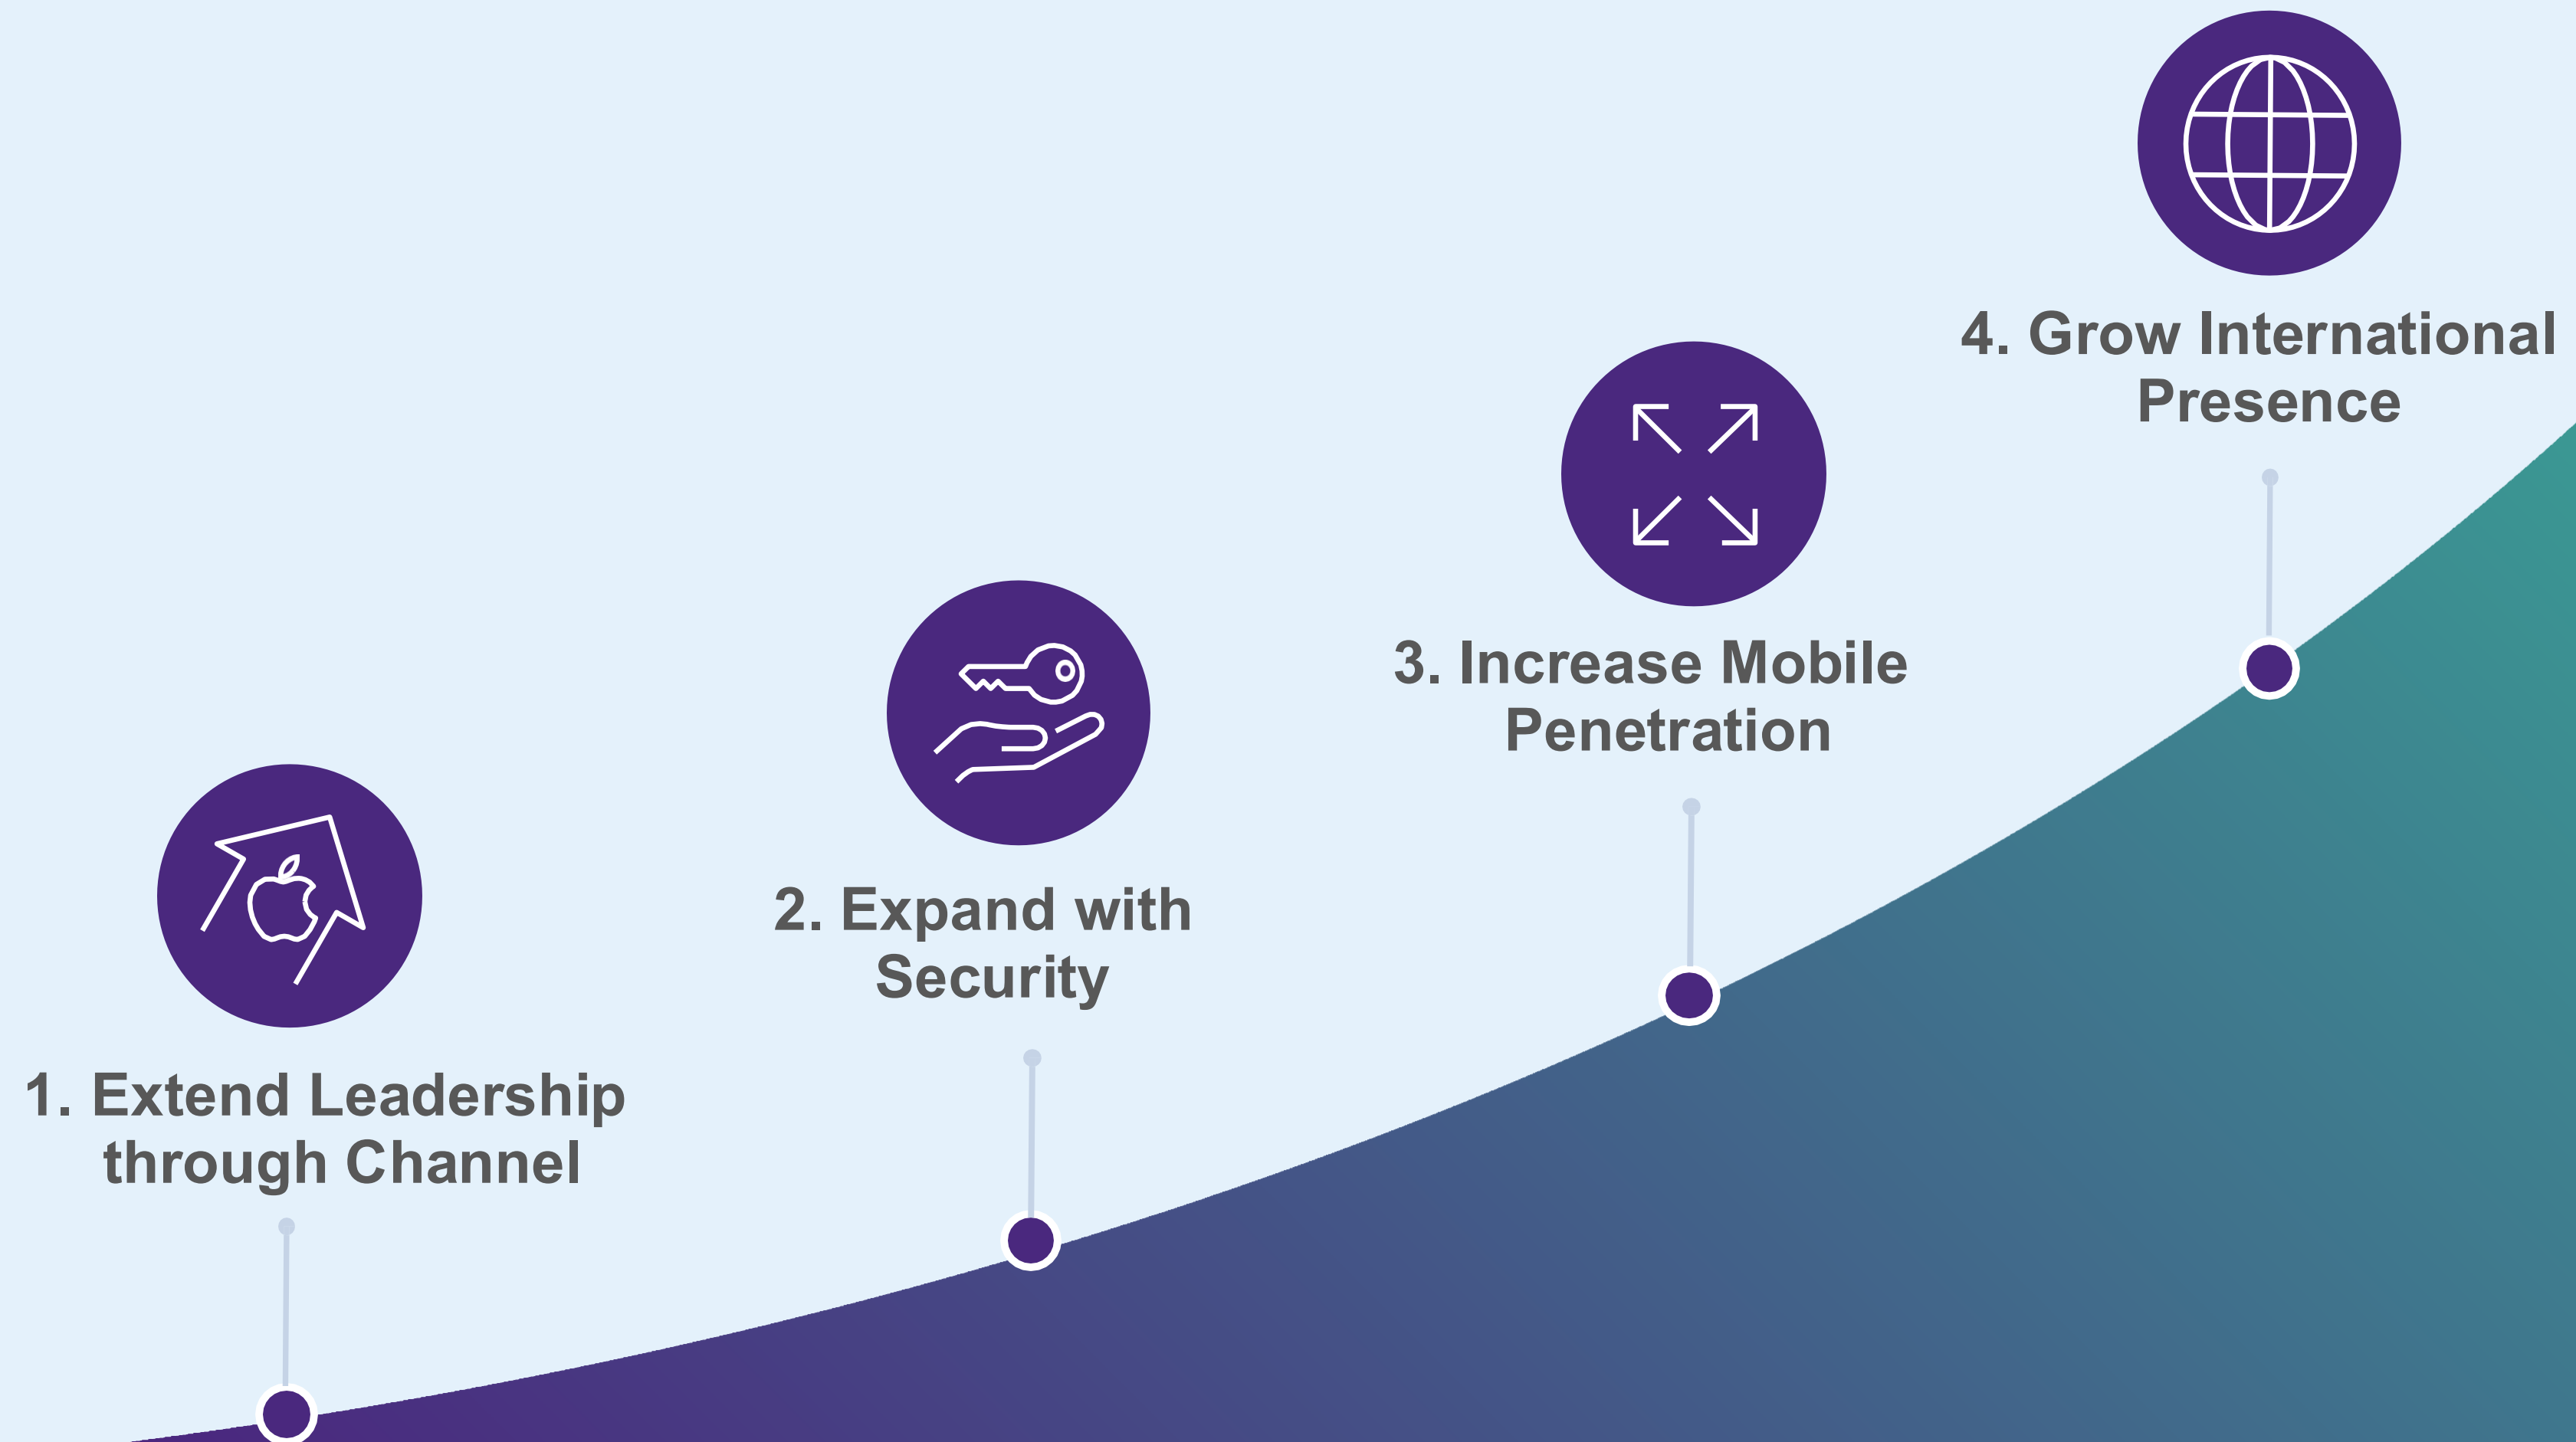 1. Extend Leadership
through Channel
2. Expand with
Security
3. Increase Mobile
Penetration
4. Grow International
Presence